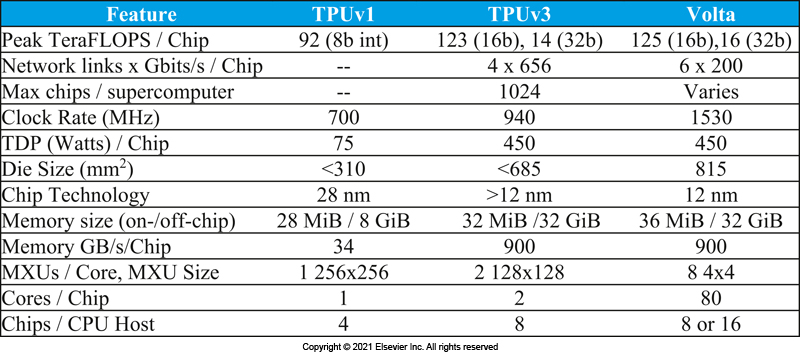 Feature TPUv1 TPUv3 Volta
Peak TeraFLOPS / Chip 92 (8b int) 123 (16b), 14 (32b) 125 (16b),16 (32b)
Network links x Gbits/s / Chip -- 4 x 656 6 x 200
Max chips / supercomputer -- 1024 Varies
Clock Rate (MHz) 700 940 1530
TDP (Watts) / Chip 75 450 450
Die Size (mm²) <310 <685 815
Chip Technology 28 nm >12 nm 12 nm
Memory size (on-/off-chip) 28 MiB / 8 GiB 32 MiB /32 GiB 36 MiB / 32 GiB
Memory GB/s/Chip 34 900 900
MXUs / Core, MXU Size 1 256x256 2 128x128 8 4x4
Cores / Chip 1 2 80
Chips / CPU Host 4 8 8 or 16
Copyright © 2021 Elsevier Inc. All rights reserved